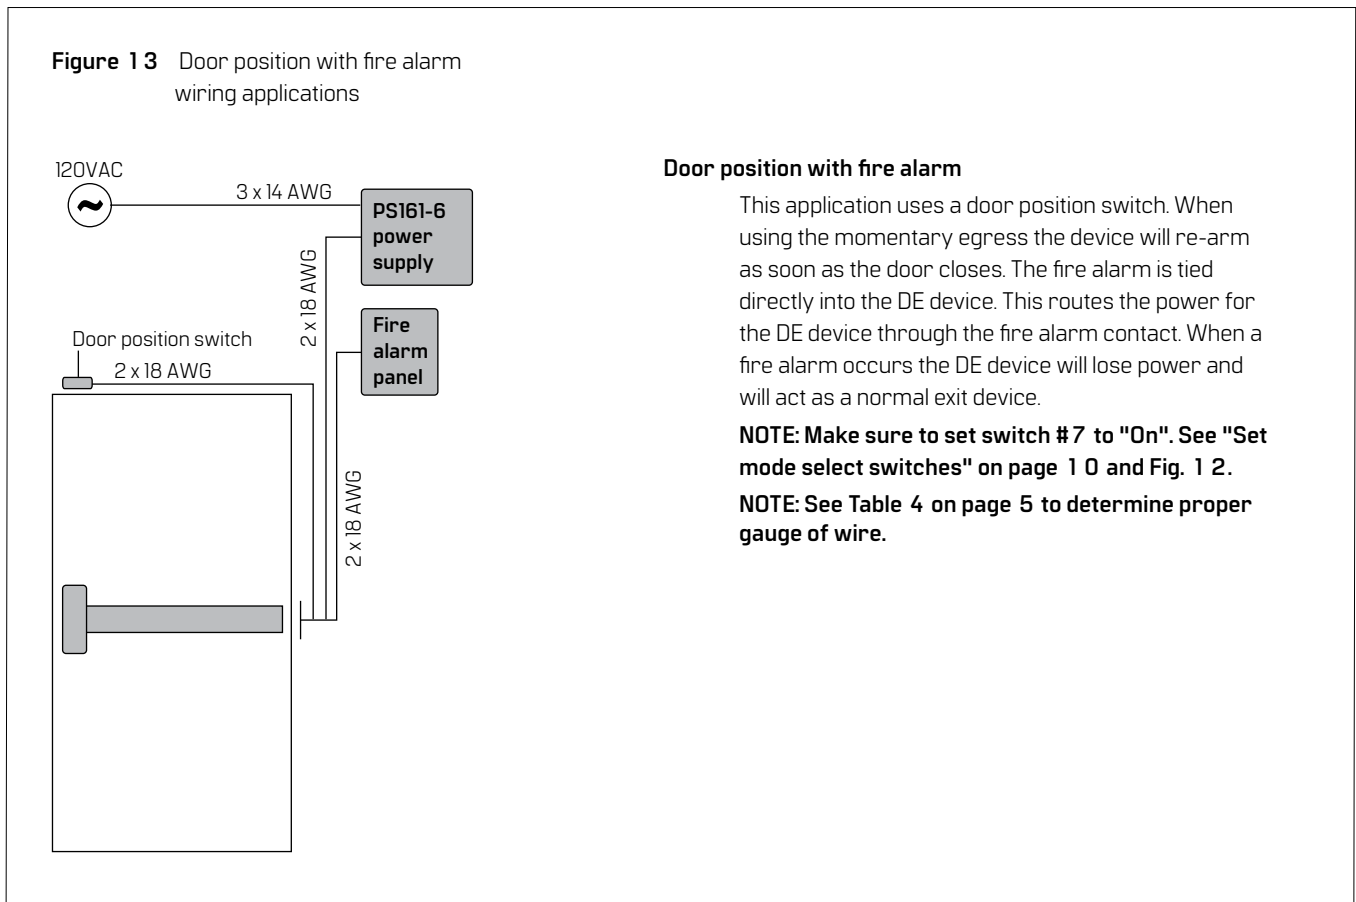 Figure 13 Door position with fire alarm
wiring applications
120VAC
3 x 14 AWG
PS161-6
power
supply
2 x 18 AWG
Fire
alarm
panel
Door position switch
2 x 18 AWG
2 x 18 AWG
Door position with fire alarm
This application uses a door position switch. When
using the momentary egress the device will re-arm
as soon as the door closes. The fire alarm is tied
directly into the DE device. This routes the power for
the DE device through the fire alarm contact. When a
fire alarm occurs the DE device will lose power and
will act as a normal exit device.
NOTE: Make sure to set switch #7 to "On". See "Set
mode select switches" on page 10 and Fig. 12.
NOTE: See Table 4 on page 5 to determine proper
gauge of wire.